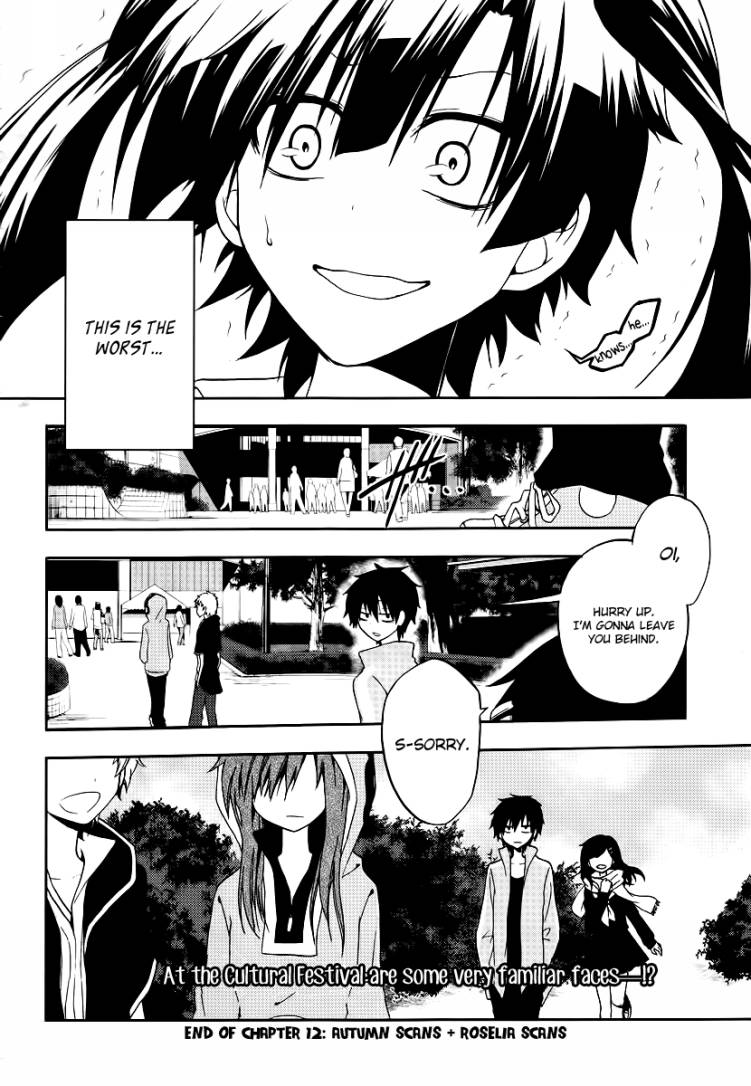 THIS IS THE
WORST...
he...
knows...
OI,
HURRY UP.
I'M GONNA LEAVE
YOU BEHIND.
S-SORRY.
At the Cultural Festival are some very familiar faces—!?
END OF CHAPTER 12: AUTUMN SCANS + ROSELIA SCANS